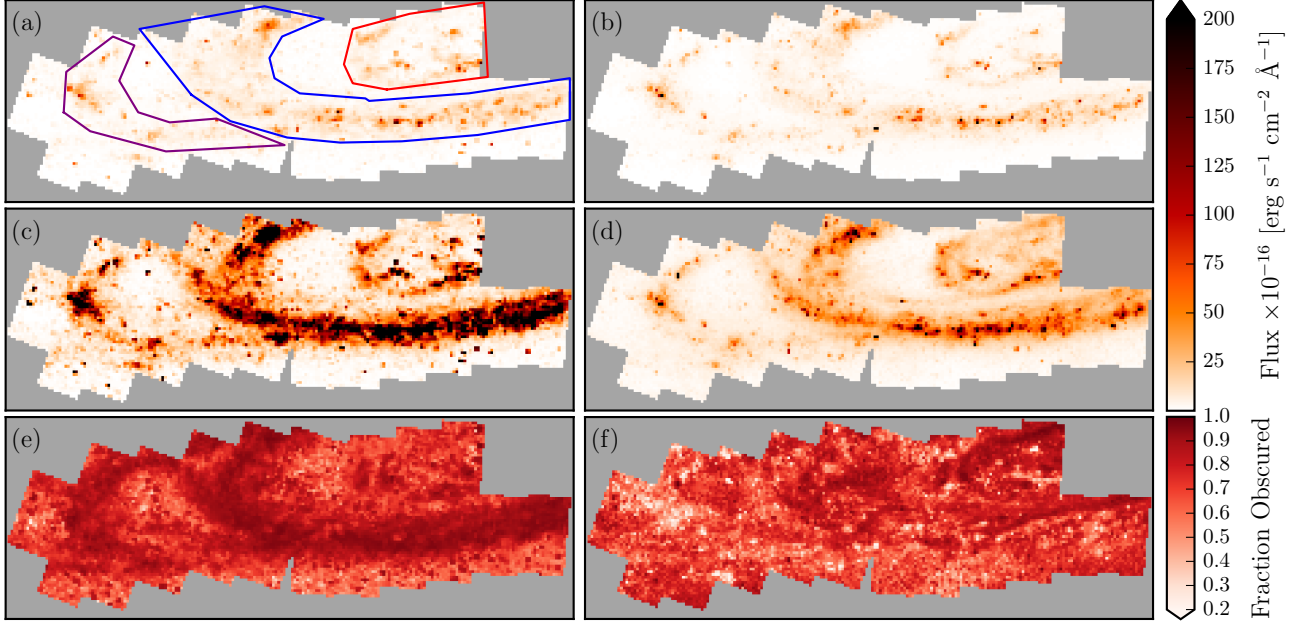 (a)
(b)
200
175
150
125
100
75
50
25
Flux ×10⁻¹⁶ [erg s⁻¹ cm⁻² Å⁻¹]
(c)
(d)
(e)
(f)
1.0
0.9
0.8
0.7
0.6
0.5
0.4
0.3
0.2
Fraction Obscured